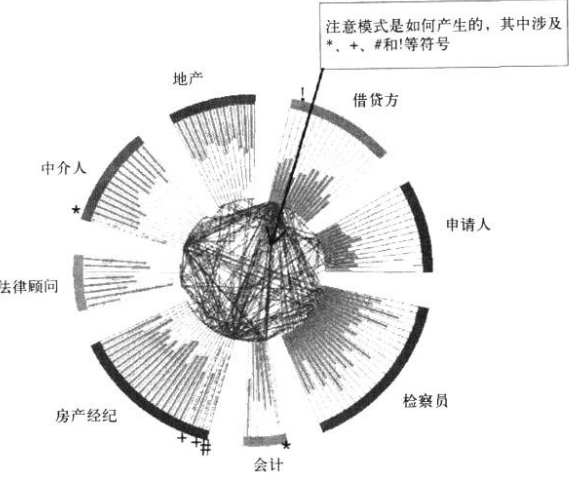 注意模式是如何产生的，其中涉及
*、+、#和!等符号
地产
!
借贷方
中介人
*
申请人
法律顾问
检察员
房产经纪
+
+
#
*
会计